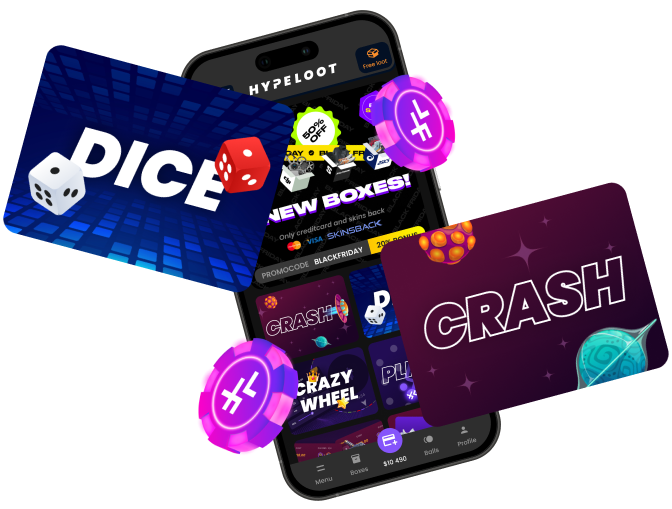 HYPELOOT
Free loot
50%
OFF
NEW BOXES!
Only creditcard and skins back
VISA SKINSBACK
PROMOCODE BLACKFRIDAY 20% BONUS
DICE
CRASH
CRASH
CRAZY
WHEEL
Menu
Boxes
$10 490
Balls
Profile